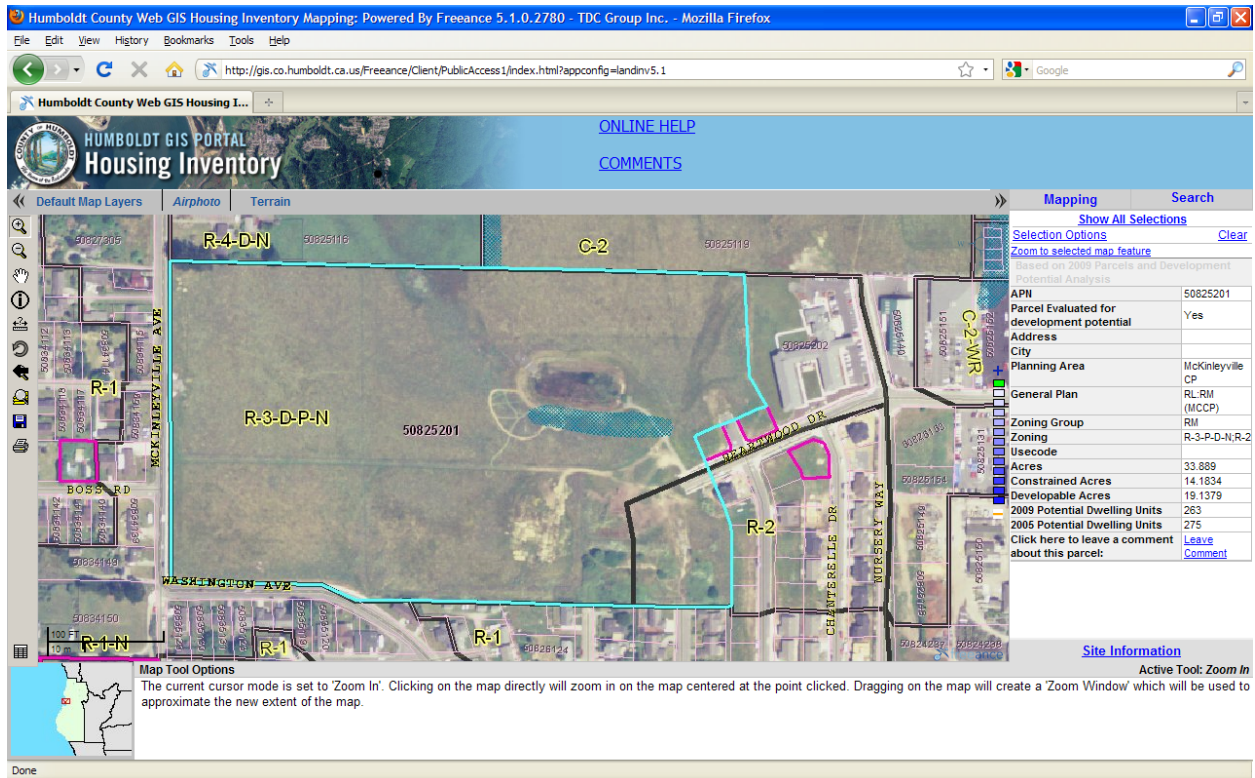 Humboldt County Web GIS Housing Inventory Mapping: Powered By Freeance 5.1.0.2780 - TDC Group Inc. - Mozilla Firefox
File Edit View History Bookmarks Tools Help
http://gis.co.humboldt.ca.us/Freeance/Client/PublicAccess1/index.html?appconfig=landinv5.1
Google
Humboldt County Web GIS Housing I...
HUMBOLDT GIS PORTAL
Housing Inventory
ONLINE HELP
COMMENTS
Default Map Layers Airphoto Terrain
Mapping Search
Show All Selections
Selection Options Clear
Zoom to selected map feature
Based on 2009 Parcels and Development
Potential Analysis
APN 50825201
Parcel Evaluated for
development potential Yes
Address
City
Planning Area McKinleyville
CP
General Plan RL:RM
(MCCP)
Zoning Group RM
Zoning R-3-P-D-N;R-2
Usecode
Acres 33.889
Constrained Acres 14.1834
Developable Acres 19.1379
2009 Potential Dwelling Units 263
2005 Potential Dwelling Units 275
Click here to leave a comment
about this parcel:
Leave
Comment
Site Information
50827305
R-4-D-N
50825116
C-2
50825119
MCKINLEYVILLE AVE
R-1
R-3-D-P-N
50825201
50825202
50825151
C-2-WR
HEARTWOOD DR
BOSS RD
R-2
CHANTERELLE DR
NURSERY WAY
50834149
WASHINGTON AVE
50834150
100 FT
10 m
R-1-N
R-1
R-1
50826124
Map Tool Options
Active Tool: Zoom In
The current cursor mode is set to 'Zoom In'. Clicking on the map directly will zoom in on the map centered at the point clicked. Dragging on the map will create a 'Zoom Window' which will be used to
approximate the new extent of the map.
Done